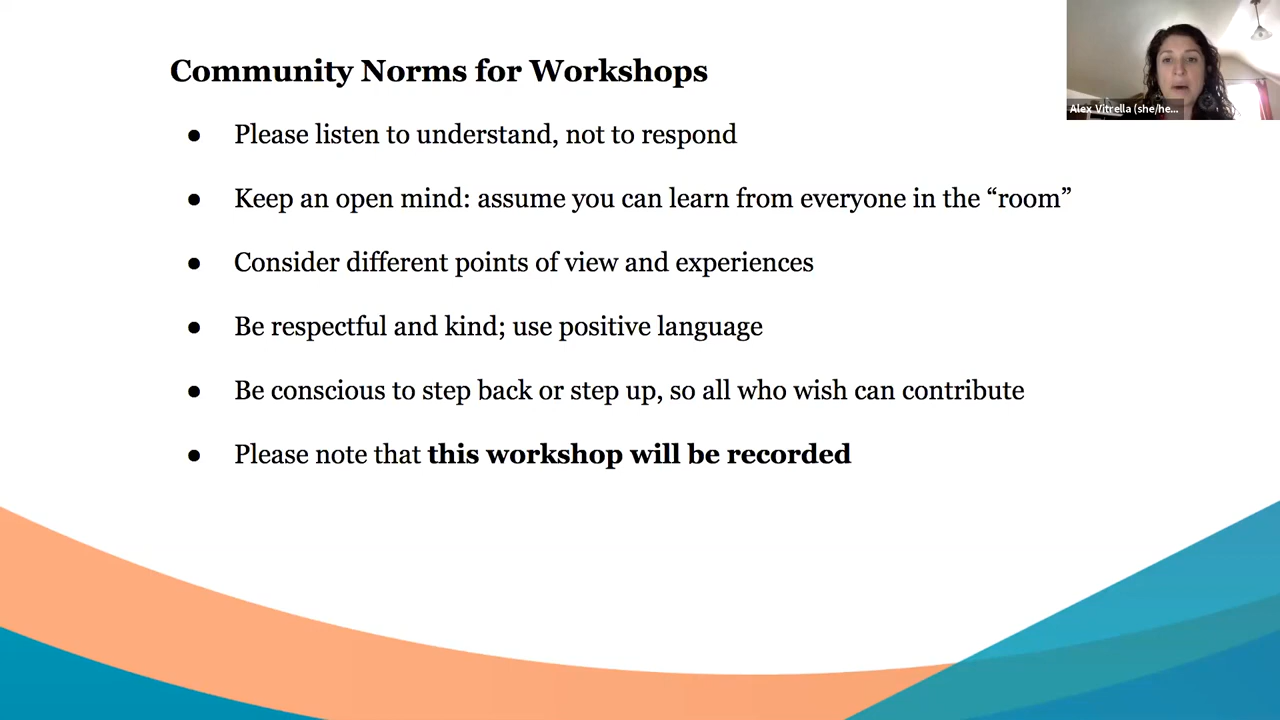 Community Norms for Workshops
● Please listen to understand, not to respond
● Keep an open mind: assume you can learn from everyone in the “room”
● Consider different points of view and experiences
● Be respectful and kind; use positive language
● Be conscious to step back or step up, so all who wish can contribute
● Please note that this workshop will be recorded
Alex Vitrella (she/he...